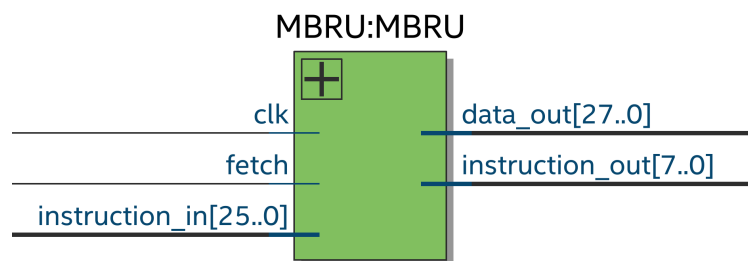 MBRU:MBRU
clk
data_out[27..0]
fetch
instruction_out[7..0]
instruction_in[25..0]